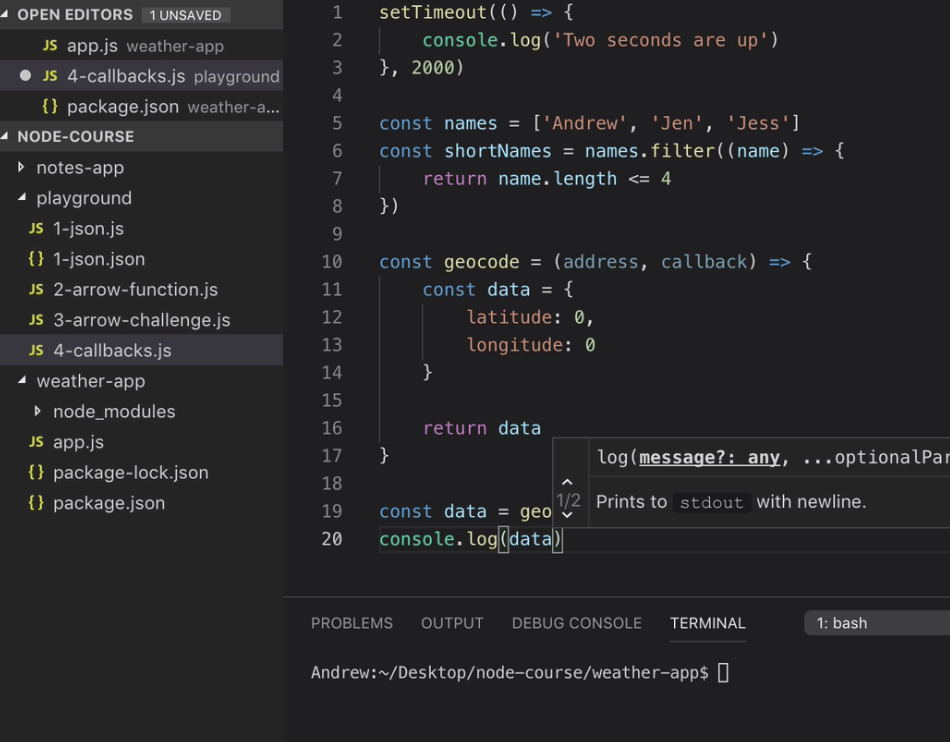 OPEN EDITORS 1 UNSAVED
JS app.js weather-app
JS 4-callbacks.js playground
{} package.json weather-a...
NODE-COURSE
notes-app
playground
JS 1-json.js
{} 1-json.json
JS 2-arrow-function.js
JS 3-arrow-challenge.js
JS 4-callbacks.js
weather-app
node_modules
JS app.js
{} package-lock.json
{} package.json
1 setTimeout(() => {
2     console.log('Two seconds are up')
3 }, 2000)
4
5 const names = ['Andrew', 'Jen', 'Jess']
6 const shortNames = names.filter((name) => {
7     return name.length <= 4
8 })
9
10 const geocode = (address, callback) => {
11     const data = {
12         latitude: 0,
13         longitude: 0
14     }
15
16     return data
17 }
18
19 const data = geo
20 console.log(data)
log(message?: any, ...optionalPar
1/2
Prints to stdout with newline.
PROBLEMS OUTPUT DEBUG CONSOLE TERMINAL 1: bash
Andrew:~/Desktop/node-course/weather-app$